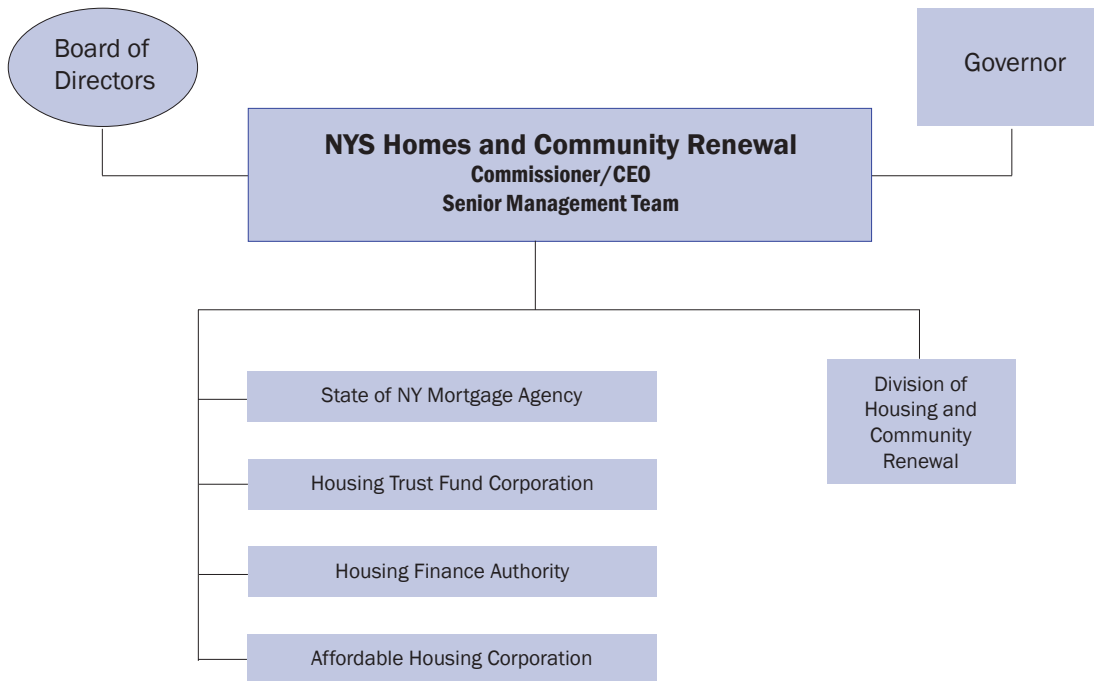 Board of
Directors
Governor
NYS Homes and Community Renewal
Commissioner/CEO
Senior Management Team
State of NY Mortgage Agency
Housing Trust Fund Corporation
Housing Finance Authority
Affordable Housing Corporation
Division of
Housing and
Community
Renewal